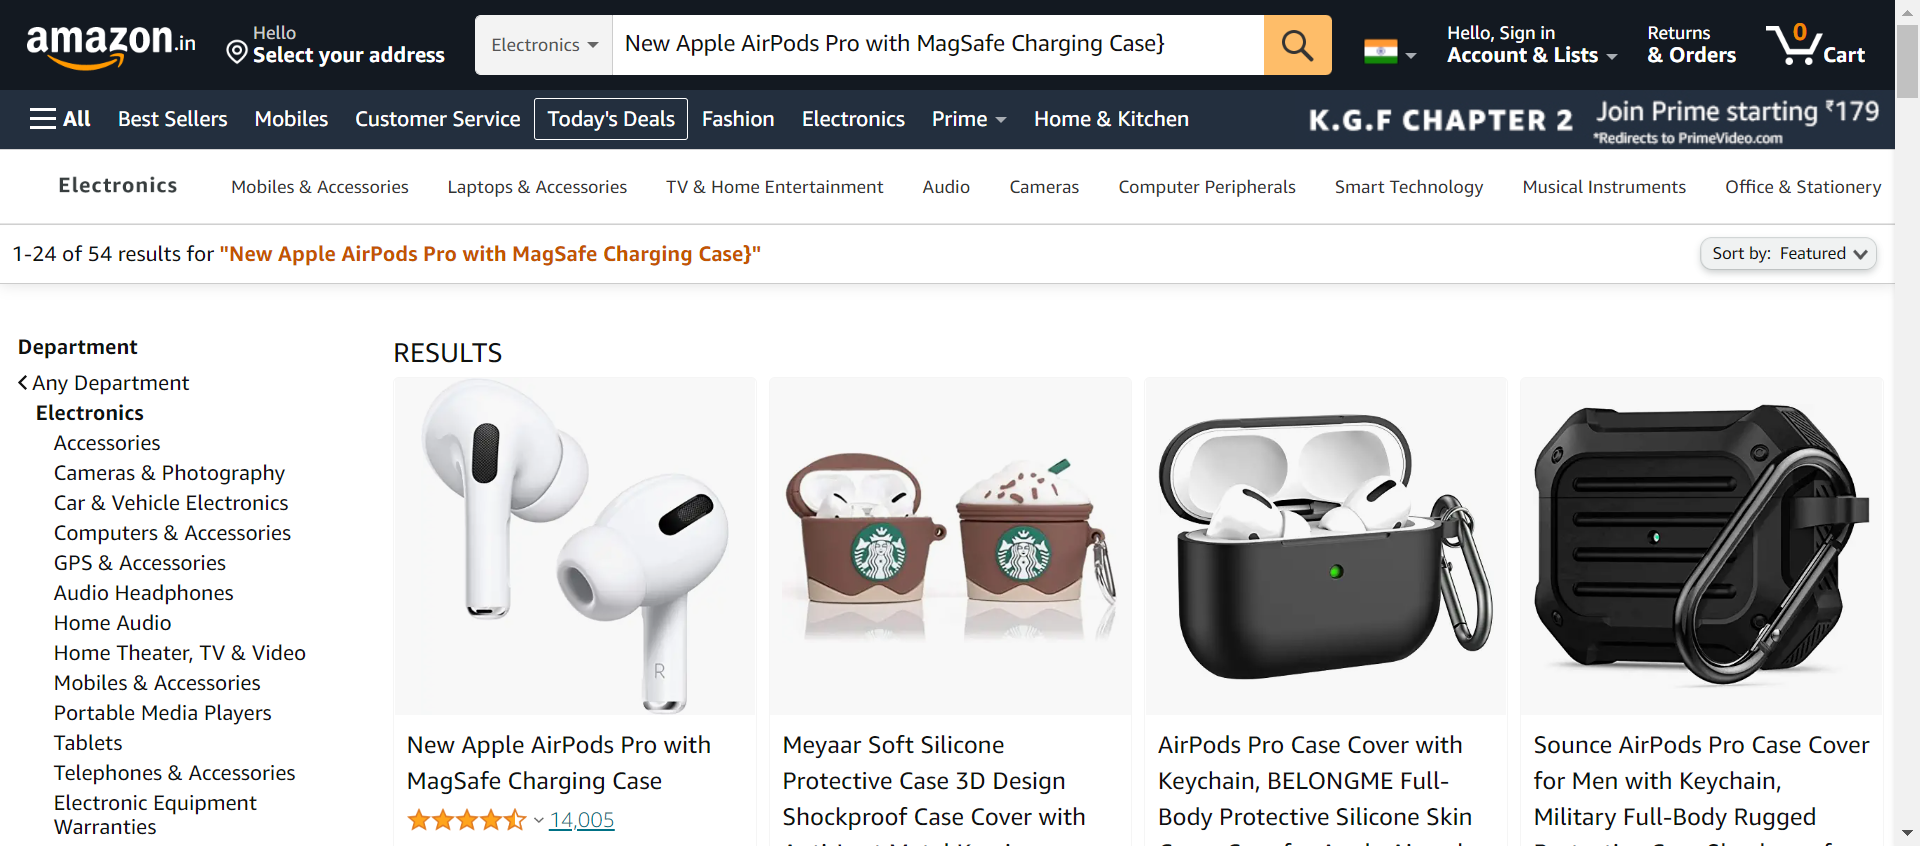 amazon.in
Hello
Select your address
Electronics
New Apple AirPods Pro with MagSafe Charging Case}
Hello, Sign in
Account & Lists
Returns
& Orders
0
Cart
All
Best Sellers
Mobiles
Customer Service
Today's Deals
Fashion
Electronics
Prime
Home & Kitchen
K.G.F CHAPTER 2
Join Prime starting ₹179
*Redirects to PrimeVideo.com
Electronics
Mobiles & Accessories
Laptops & Accessories
TV & Home Entertainment
Audio
Cameras
Computer Peripherals
Smart Technology
Musical Instruments
Office & Stationery
1-24 of 54 results for "New Apple AirPods Pro with MagSafe Charging Case}"
Sort by: Featured
Department
Any Department
Electronics
Accessories
Cameras & Photography
Car & Vehicle Electronics
Computers & Accessories
GPS & Accessories
Audio Headphones
Home Audio
Home Theater, TV & Video
Mobiles & Accessories
Portable Media Players
Tablets
Telephones & Accessories
Electronic Equipment
Warranties
RESULTS
R
New Apple AirPods Pro with
MagSafe Charging Case
14,005
Meyaar Soft Silicone
Protective Case 3D Design
Shockproof Case Cover with
AirPods Pro Case Cover with
Keychain, BELONGME Full-
Body Protective Silicone Skin
Sounce AirPods Pro Case Cover
for Men with Keychain,
Military Full-Body Rugged